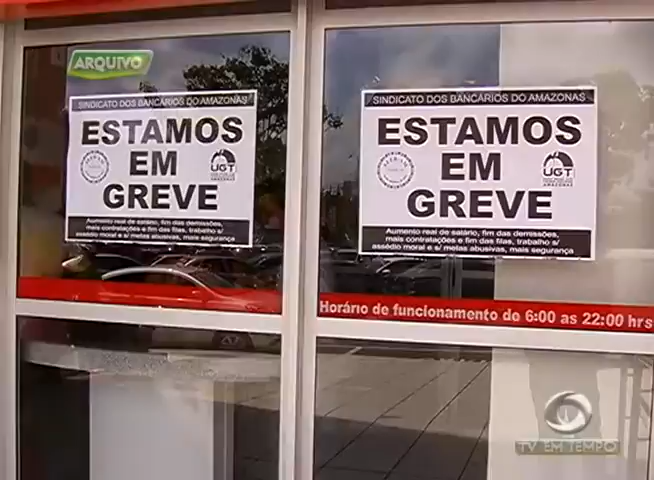 ARQUIVO
SINDICATO DOS BANCÁRIOS DO AMAZONAS
ESTAMOS
EM
GREVE
UGT
Aumento real de salário, fim das demissões,
mais contratações e fim das filas, trabalho s/
assédio moral e s/ metas abusivas, mais segurança
SINDICATO DOS BANCÁRIOS DO AMAZONAS
ESTAMOS
EM
GREVE
UGT
AMAZONAS
Aumento real de salário, fim das demissões,
mais contratações e fim das filas, trabalho s/
assédio moral e s/ metas abusivas, mais segurança
Horário de funcionamento de 6:00 as 22:00 hrs
TV EM TEMPO